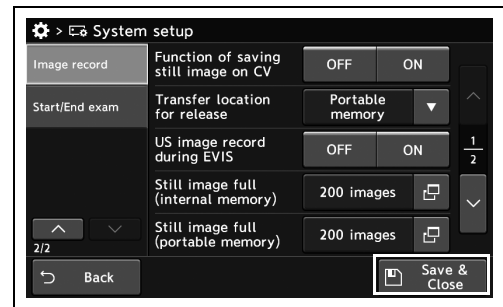 > System setup
Image record
Start/End exam
2/2
Function of saving
still image on CV
OFF
ON
Transfer location
for release
Portable
memory
US image record
during EVIS
OFF
ON
Still image full
(internal memory)
200 images
Still image full
(portable memory)
200 images
1
2
Back
Save &
Close